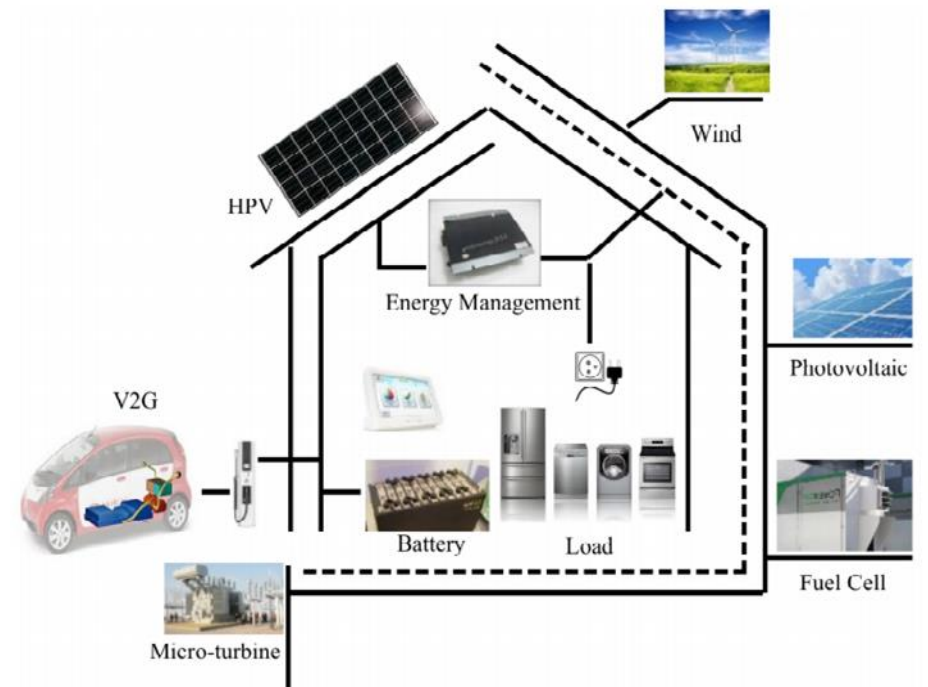 Wind
HPV
Energy Management
Photovoltaic
V2G
Battery
Load
Fuel Cell
Micro-turbine